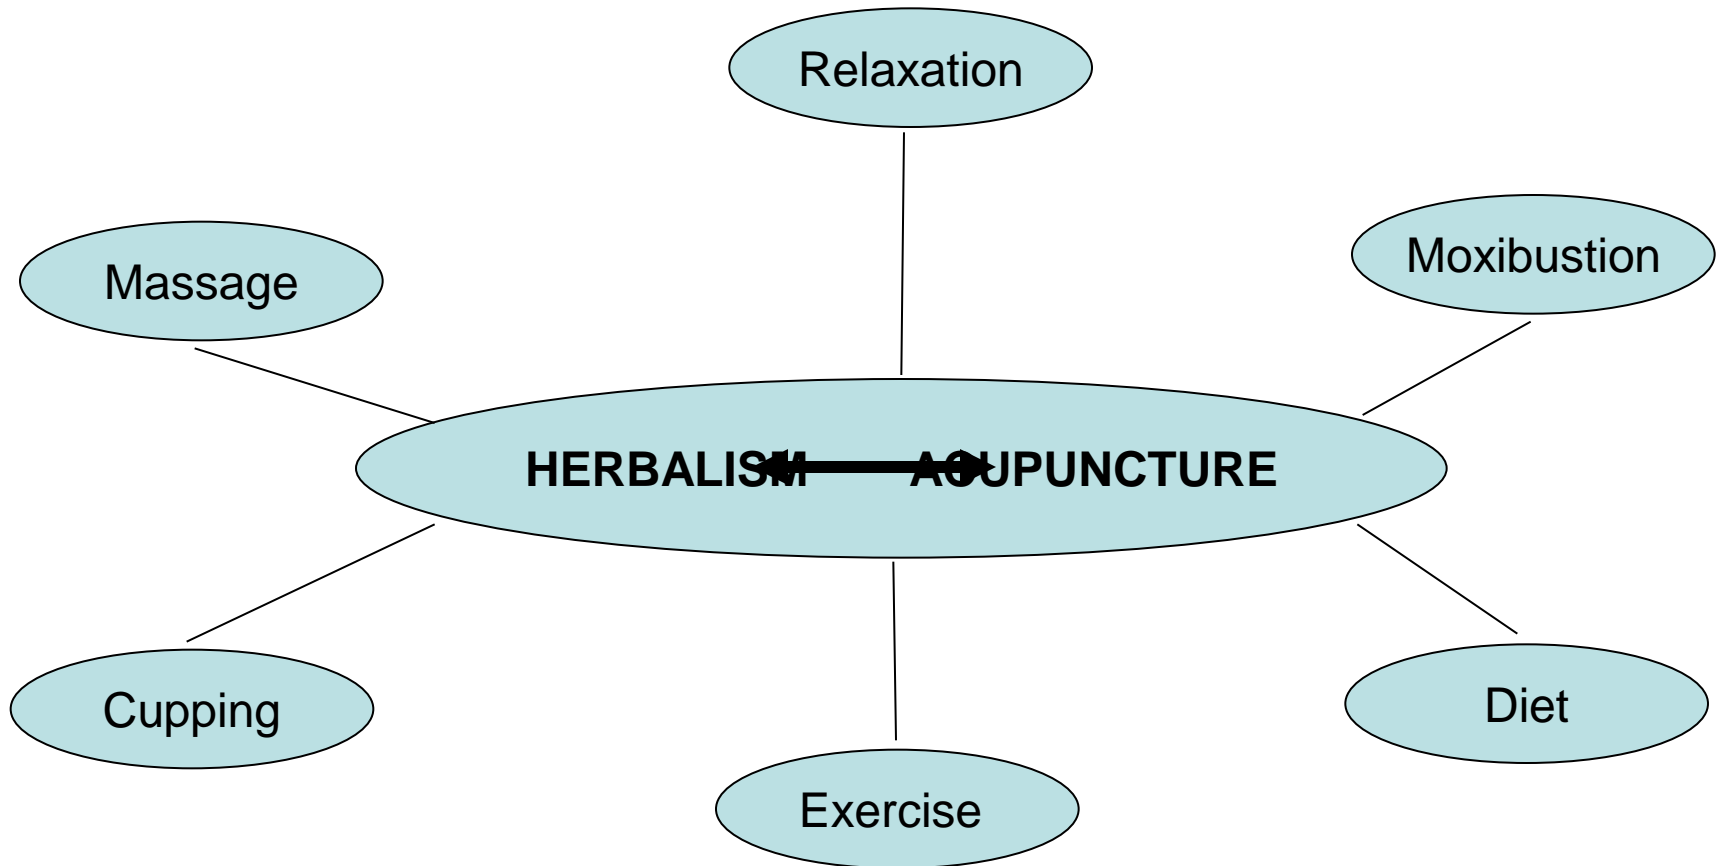 Relaxation
Moxibustion
Massage
HERBALISM ACUPUNCTURE
Cupping
Diet
Exercise